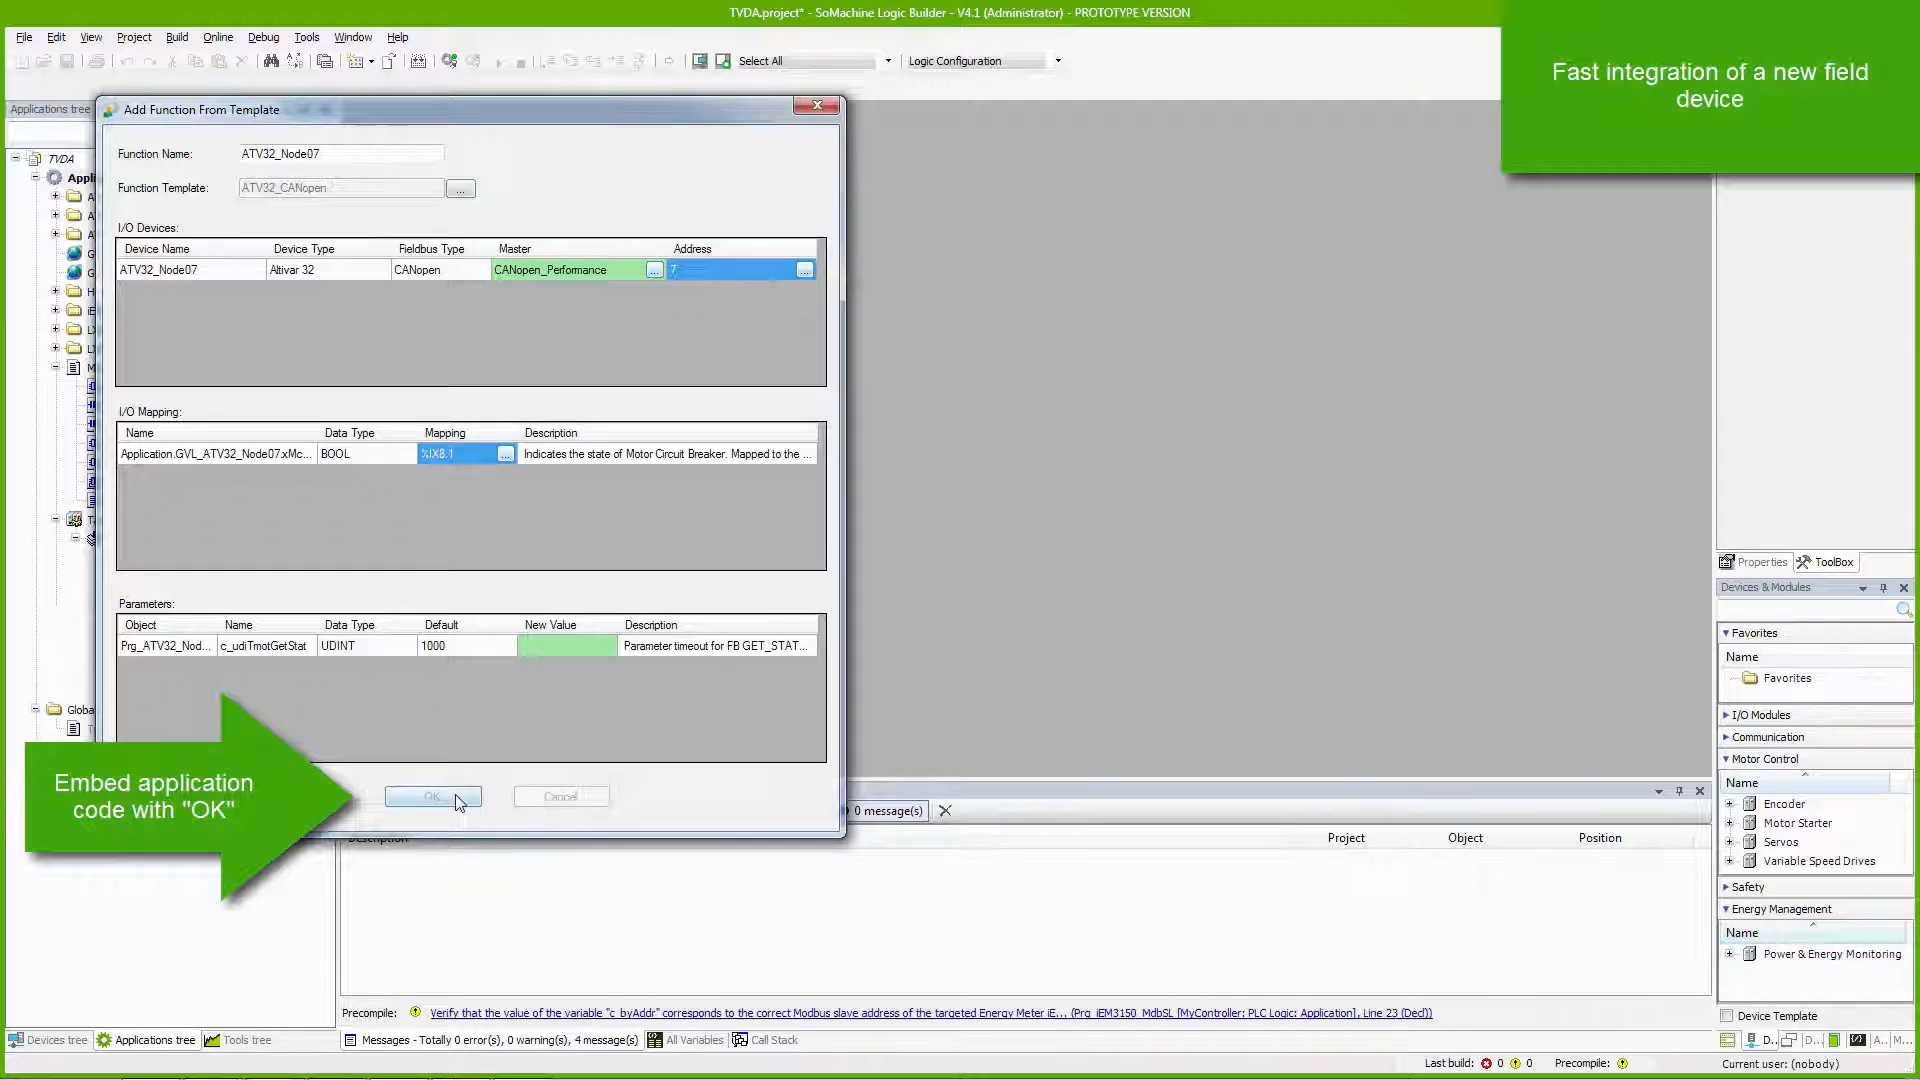 TVDA.project* - SoMachine Logic Builder - V4.1 (Administrator) - PROTOTYPE VERSION
File Edit View Project Build Online Debug Tools Window Help
Select All
Logic Configuration
Fast integration of a new field
device
Applications tree
Add Function From Template
Function Name:
ATV32_Node07
Function Template:
ATV32_CANopen
...
I/O Devices:
Device Name Device Type Fieldbus Type Master Address
ATV32_Node07 Altivar 32 CANopen CANopen_Performance ... 7 ...
I/O Mapping:
Name Data Type Mapping Description
Application.GVL_ATV32_Node07.xMc... BOOL %IX8.1 ... Indicates the state of Motor Circuit Breaker. Mapped to the ...
Parameters:
Object Name Data Type Default New Value Description
Prg_ATV32_Nod... c_udiTmotGetStat UDINT 1000 Parameter timeout for FB GET_STAT...
OK
Cancel
TVDA
Appli
Globa
Embed application
code with "OK"
Properties ToolBox
Devices & Modules
Favorites
Name
Favorites
I/O Modules
Communication
Motor Control
Name
Encoder
Motor Starter
Servos
Variable Speed Drives
Safety
Energy Management
Name
Power & Energy Monitoring
Device Template
0 message(s)
Description Project Object Position
Precompile: Verify that the value of the variable "c_byAddr" corresponds to the correct Modbus slave address of the targeted Energy Meter iE... (Prg_iEM3150_MdbSL [MyController: PLC Logic: Application], Line 23 (Decl))
Devices tree Applications tree Tools tree
Messages - Totally 0 error(s), 0 warning(s), 4 message(s) All Variables Call Stack
D.. D... A... M...
Last build: 0 0 Precompile:
Current user: (nobody)